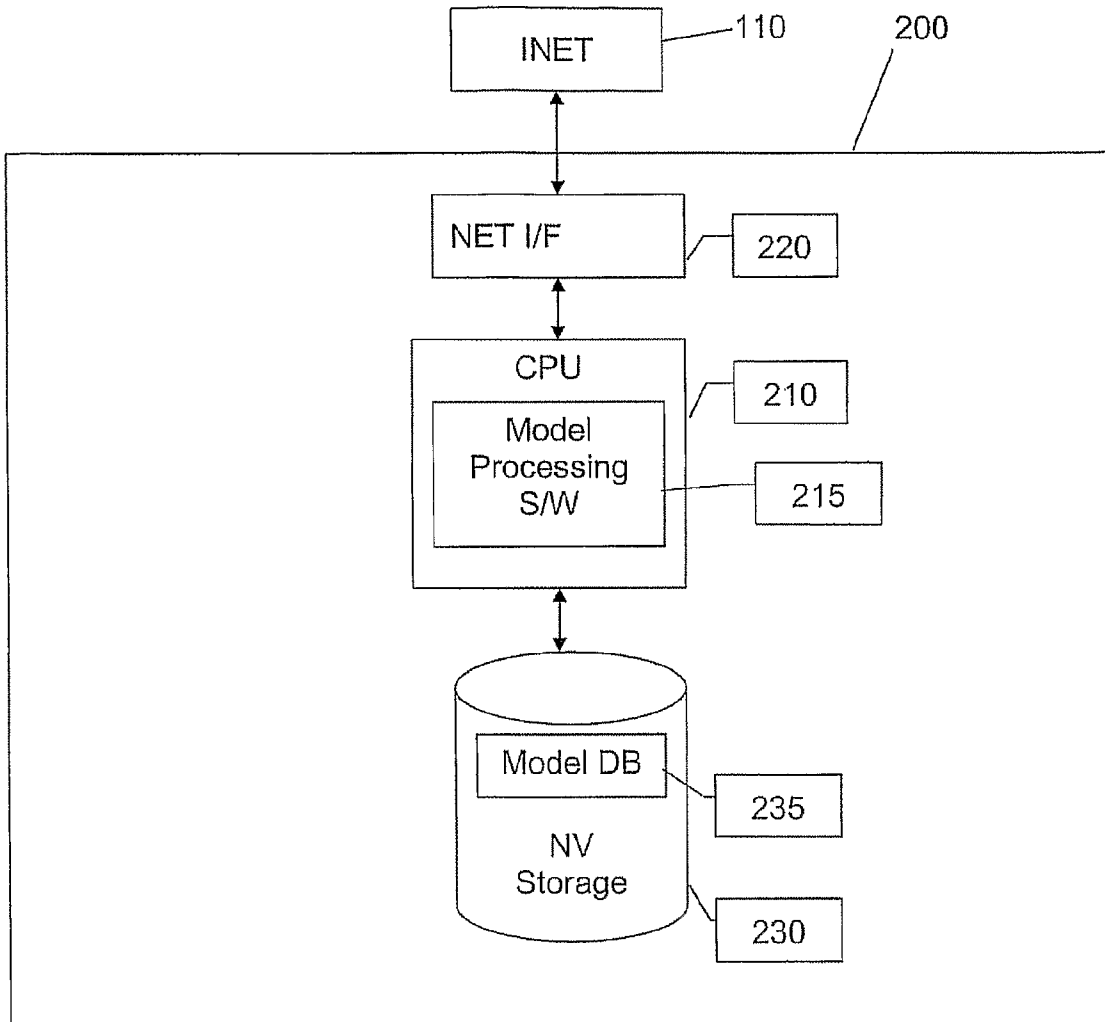 INET
110
200
NET I/F
220
CPU
210
Model
Processing
S/W
215
Model DB
235
NV
Storage
230